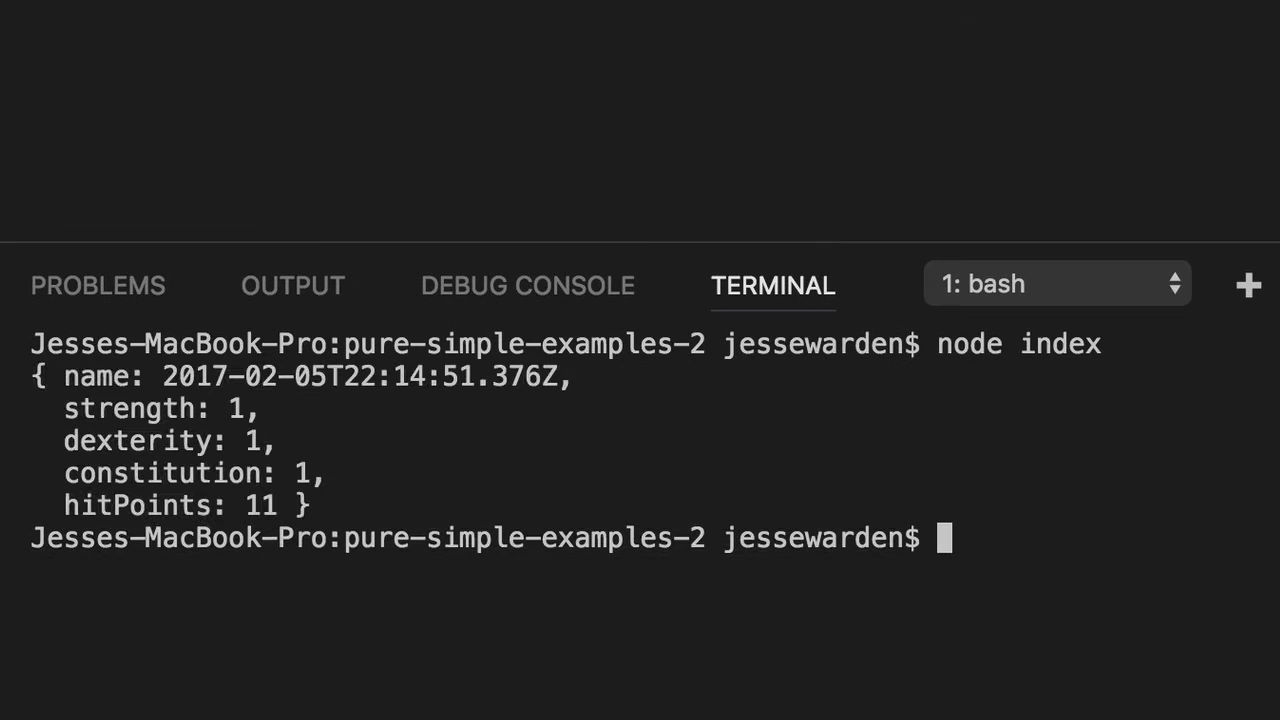 PROBLEMS OUTPUT DEBUG CONSOLE TERMINAL 1: bash
Jesses-MacBook-Pro:pure-simple-examples-2 jessewarden$ node index
{ name: 2017-02-05T22:14:51.376Z,
  strength: 1,
  dexterity: 1,
  constitution: 1,
  hitPoints: 11 }
Jesses-MacBook-Pro:pure-simple-examples-2 jessewarden$